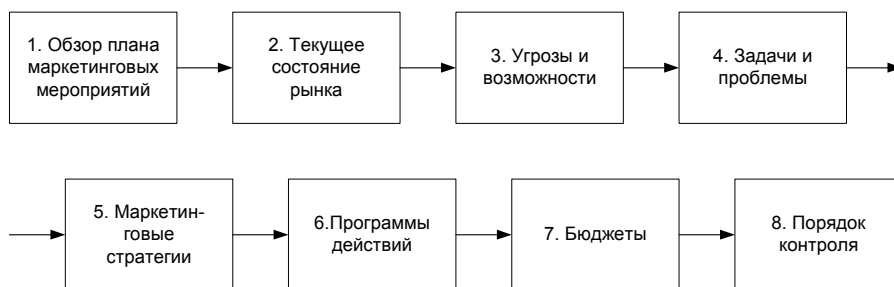 1. Обзор плана
маркетинговых
мероприятий
2. Текущее
состояние
рынка
3. Угрозы и
возможности
4. Задачи и
проблемы
5. Маркетин-
говые
стратегии
6.Программы
действий
7. Бюджеты
8. Порядок
контроля